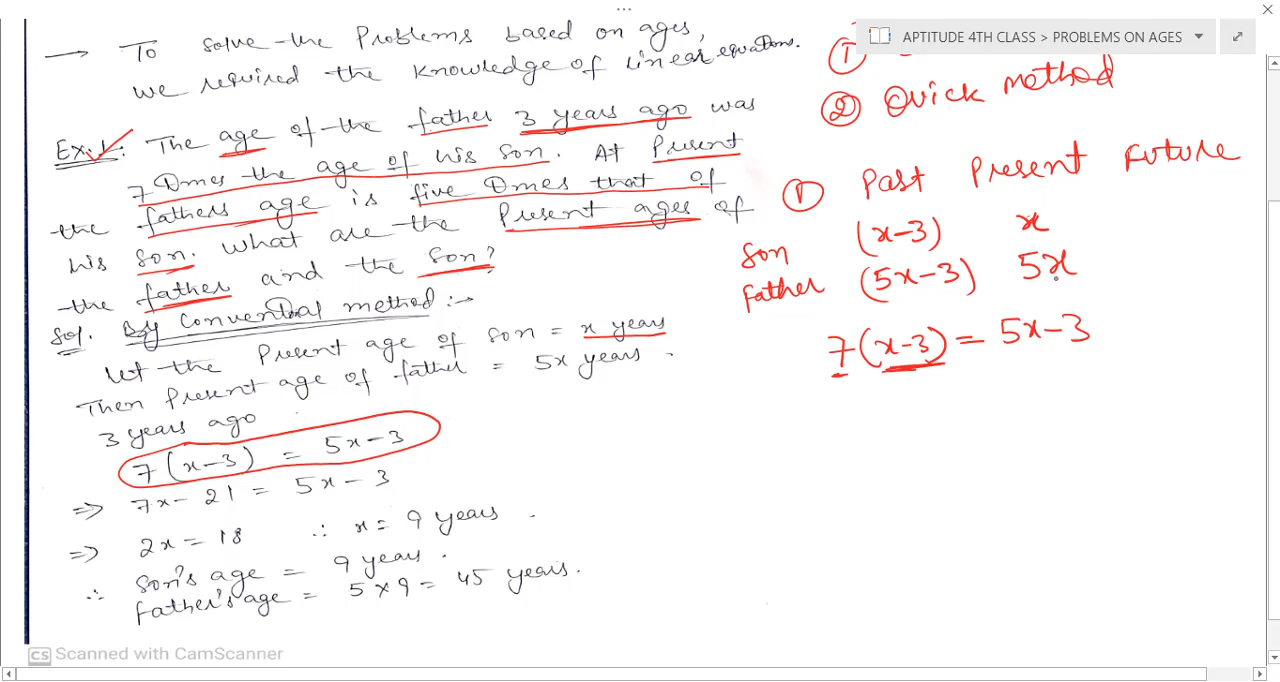 ...
APTITUDE 4TH CLASS > PROBLEMS ON AGES
→ To solve the Problems based on ages,
we required the Knowledge of linear equations.
Ex:1: The age of the father 3 years ago was
7 times the age of his son. At Present
the fathers age is five times that of
his son. What are the Present ages of
the father and the son?
Sol. By Conventional method :→
Let the Present age of son = x years
Then Present age of father = 5x years.
3 years ago
7(x-3) = 5x-3
⇒ 7x-21 = 5x-3
⇒ 2x = 18 ∴ x = 9 years.
∴ Son's age = 9 years.
father's age = 5×9 = 45 years.
CS Scanned with CamScanner
①
② Quick method
① Past Present Future
Son (x-3) x
Father (5x-3) 5x
7(x-3) = 5x-3